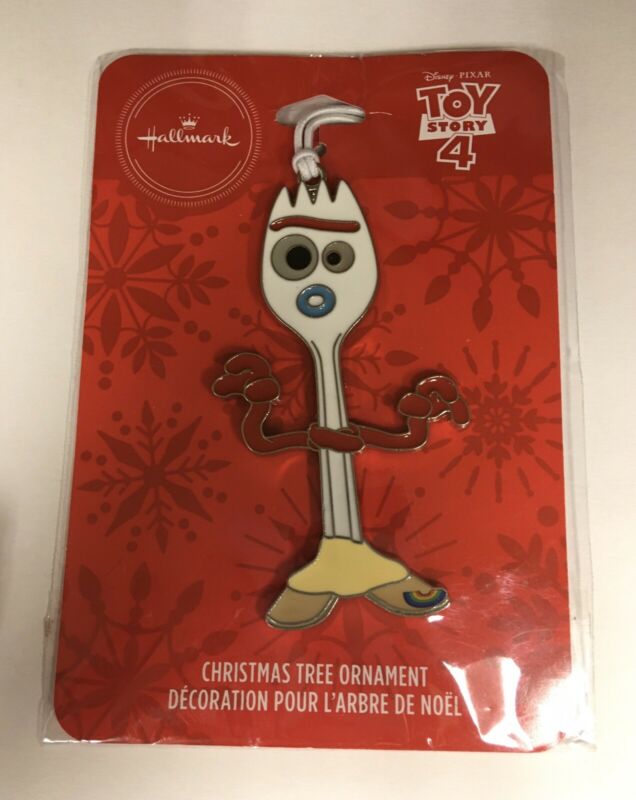 Hallmark
Disney PIXAR
TOY
STORY
4
CHRISTMAS TREE ORNAMENT
DÉCORATION POUR L'ARBRE DE NOËL